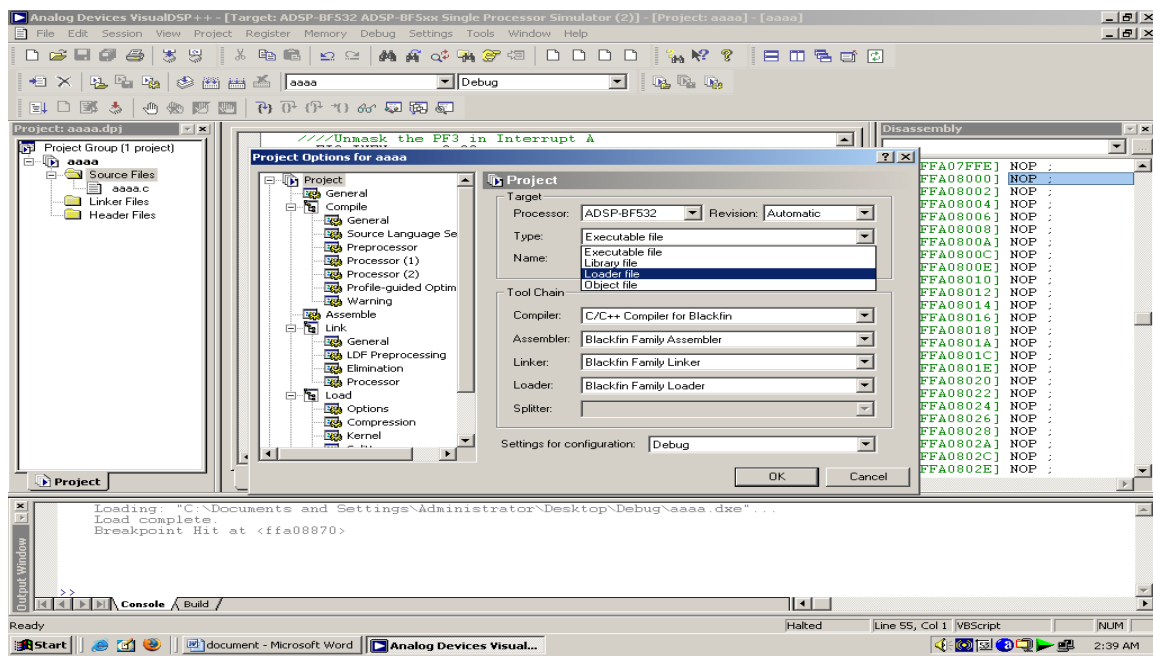 Analog Devices VisualDSP++ - [Target: ADSP-BF532 ADSP-BF5xx Single Processor Simulator (2)] - [Project: aaaa] - [aaaa]
File Edit Session View Project Register Memory Debug Settings Tools Window Help
aaaa Debug
Project: aaaa.dpj
Project Group (1 project)
aaaa
Source Files
aaaa.c
Linker Files
Header Files
Project
////Unmask the PF3 in Interrupt A
Project Options for aaaa
Project
General
Compile
General
Source Language Se
Preprocessor
Processor (1)
Processor (2)
Profile-guided Optim
Warning
Assemble
Link
General
LDF Preprocessing
Elimination
Processor
Load
Options
Compression
Kernel
Project
Target
Processor: ADSP-BF532 Revision: Automatic
Type: Executable file
Name:
Executable file
Library file
Loader file
Object file
Tool Chain
Compiler: C/C++ Compiler for Blackfin
Assembler: Blackfin Family Assembler
Linker: Blackfin Family Linker
Loader: Blackfin Family Loader
Splitter:
Settings for configuration: Debug
OK Cancel
Disassembly
FFA07FFE] NOP ;
FFA08000] NOP ;
FFA08002] NOP ;
FFA08004] NOP ;
FFA08006] NOP ;
FFA08008] NOP ;
FFA0800A] NOP ;
FFA0800C] NOP ;
FFA0800E] NOP ;
FFA08010] NOP ;
FFA08012] NOP ;
FFA08014] NOP ;
FFA08016] NOP ;
FFA08018] NOP ;
FFA0801A] NOP ;
FFA0801C] NOP ;
FFA0801E] NOP ;
FFA08020] NOP ;
FFA08022] NOP ;
FFA08024] NOP ;
FFA08026] NOP ;
FFA08028] NOP ;
FFA0802A] NOP ;
FFA0802C] NOP ;
FFA0802E] NOP ;
Loading: "C:\Documents and Settings\Administrator\Desktop\Debug\aaaa.dxe"...
Load complete.
Breakpoint Hit at <ffa08870>
>>
Output Window
Console Build
Ready Halted Line 55, Col 1 VBScript NUM
Start document - Microsoft Word Analog Devices Visual... 2:39 AM